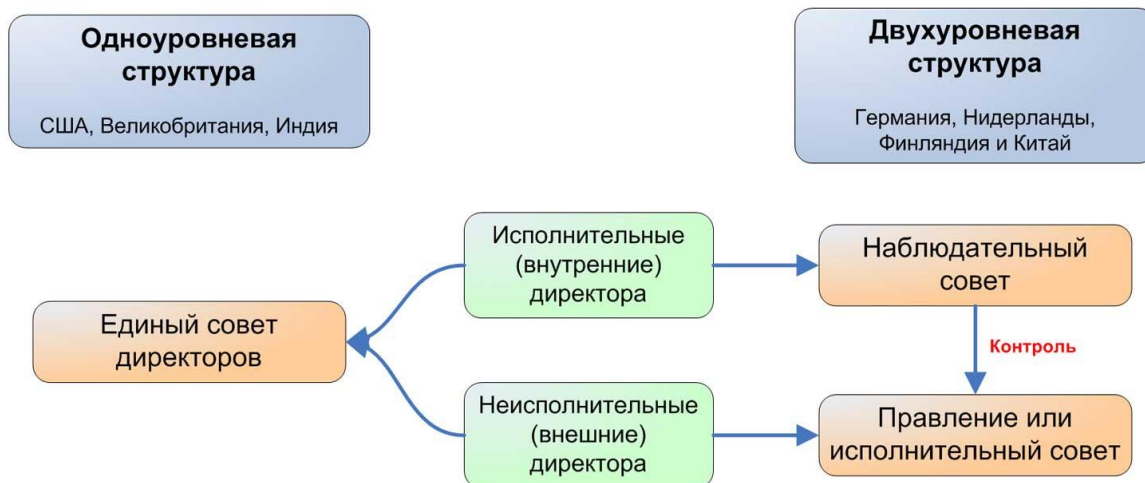 Одноуровневая
структура
США, Великобритания, Индия
Двухуровневая
структура
Германия, Нидерланды,
Финляндия и Китай
Исполнительные
(внутренние)
директора
Наблюдательный
совет
Единый совет
директоров
Контроль
Неисполнительные
(внешние)
директора
Правление или
исполнительный совет